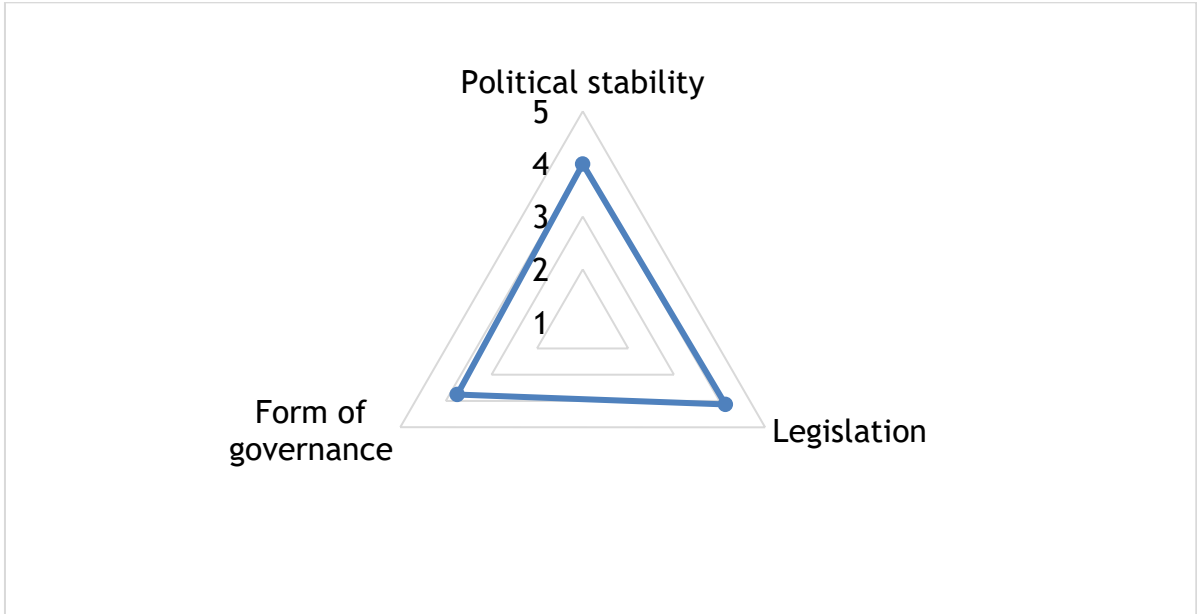 Political stability
5
4
3
2
1
Form of
governance
Legislation